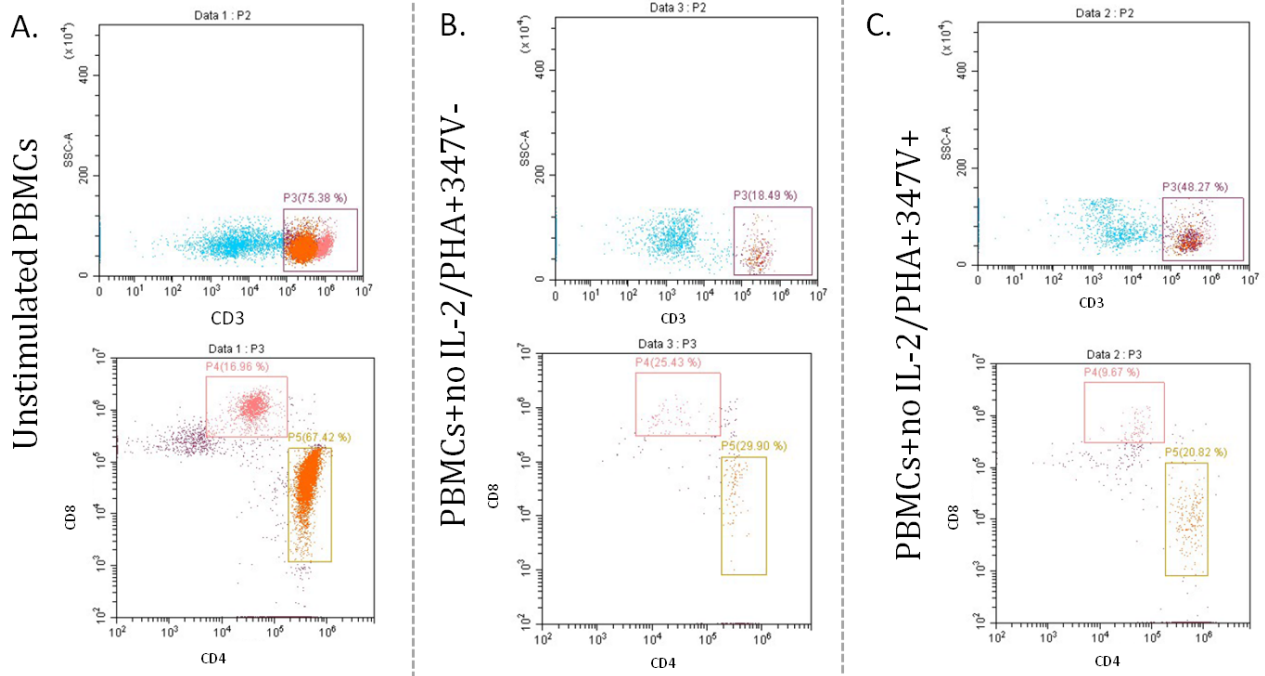 A.
Unstimulated PBMCs
Data 1 : P2
(x 10⁴)
SSC-A
400
200
0
P3(75.38 %)
0 10¹ 10² 10³ 10⁴ 10⁵ 10⁶ 10⁷
CD3
Data 1 : P3
P4(16.96 %)
P5(67.42 %)
CD8
10⁷
10⁶
10⁵
10⁴
10³
10²
10² 10³ 10⁴ 10⁵ 10⁶
CD4
B.
PBMCs+no IL-2/PHA+347V-
Data 3 : P2
(x 10⁴)
SSC-A
400
200
0
P3(18.49 %)
0 10¹ 10² 10³ 10⁴ 10⁵ 10⁶ 10⁷
CD3
Data 3 : P3
P4(25.43 %)
P5(29.90 %)
CD8
10⁷
10⁶
10⁵
10⁴
10³
10²
10² 10³ 10⁴ 10⁵ 10⁶
CD4
C.
PBMCs+no IL-2/PHA+347V+
Data 2 : P2
(x 10⁴)
SSC-A
400
200
0
P3(48.27 %)
0 10¹ 10² 10³ 10⁴ 10⁵ 10⁶ 10⁷
CD3
Data 2 : P3
P4(9.67 %)
P5(20.82 %)
CD8
10⁷
10⁶
10⁵
10⁴
10³
10²
10² 10³ 10⁴ 10⁵ 10⁶
CD4